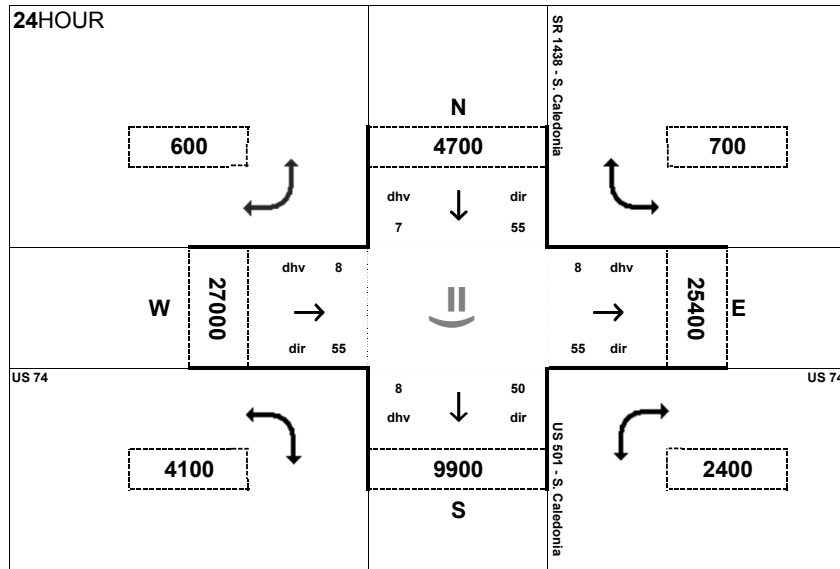 24HOUR
SR 1438 - S. Caledonia
N
600
4700
700
dhv
dir
7
55
dhv 8
8 dhv
W
27000
25400
E
dir 55
55 dir
US 74
US 74
8
50
dhv
dir
US 501 - S. Caledonia
4100
9900
2400
S